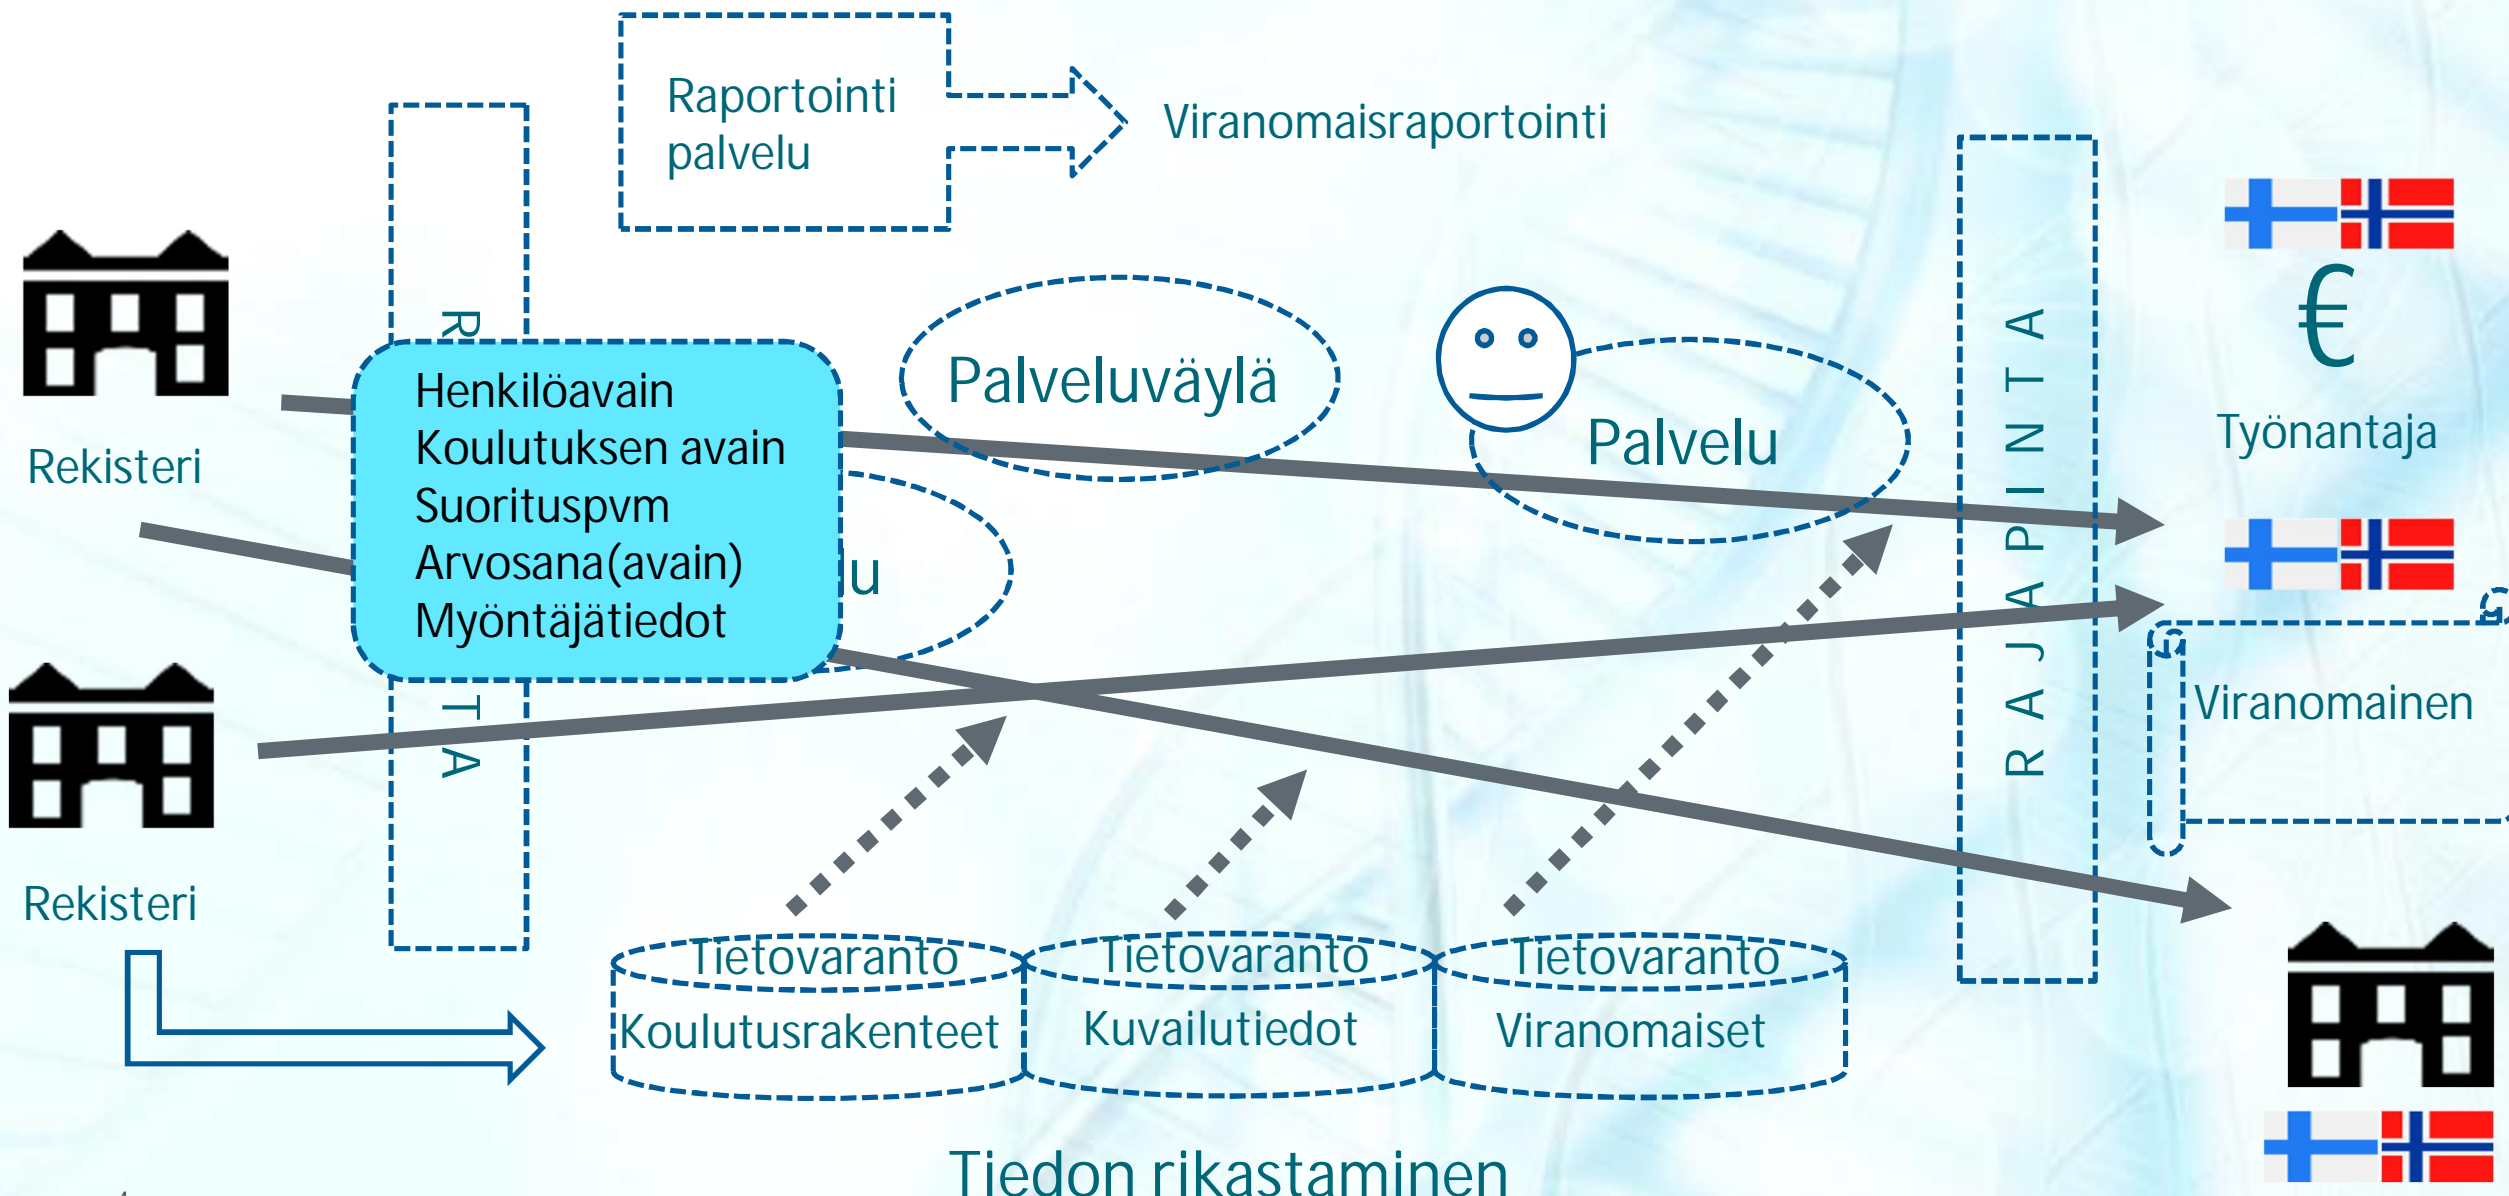 Raportointi
palvelu
Viranomaisraportointi
R
T A
Rekisteri
Rekisteri
Henkilöavain
Koulutuksen avain
Suorituspvm
Arvosana(avain)
Myöntäjätiedot
Palveluväylä
Palvelu
R A J A P I N T A
€
Työnantaja
Viranomainen
Tietovaranto
Koulutusrakenteet
Tietovaranto
Kuvailutiedot
Tietovaranto
Viranomaiset
Tiedon rikastaminen